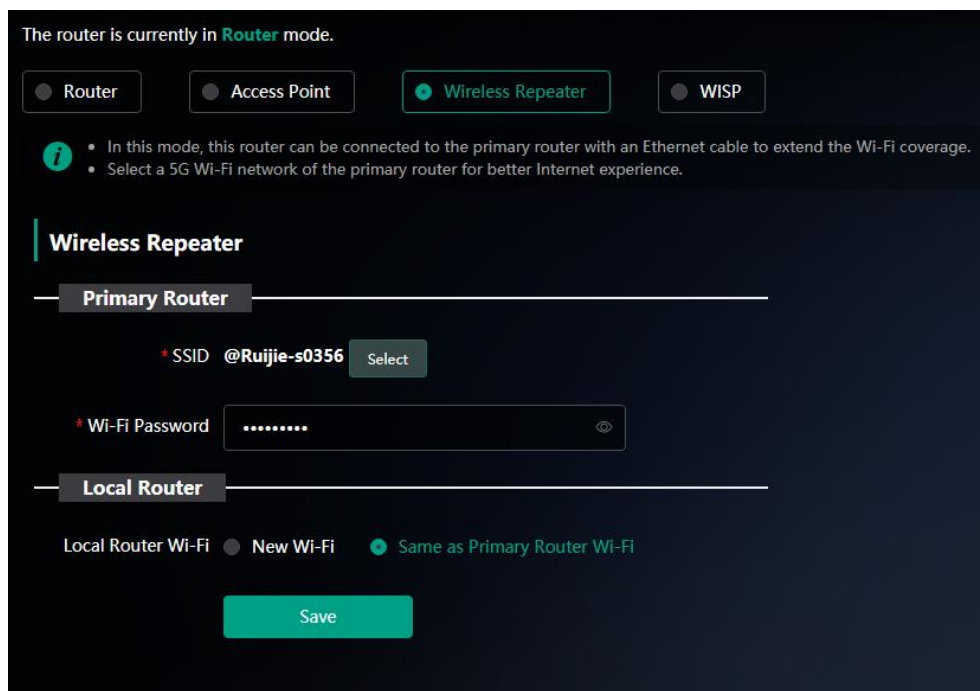 The router is currently in Router mode.
Router Access Point Wireless Repeater WISP
i • In this mode, this router can be connected to the primary router with an Ethernet cable to extend the Wi-Fi coverage.
• Select a 5G Wi-Fi network of the primary router for better Internet experience.
Wireless Repeater
Primary Router
* SSID @Ruijie-s0356 Select
* Wi-Fi Password •••••••••
Local Router
Local Router Wi-Fi New Wi-Fi Same as Primary Router Wi-Fi
Save